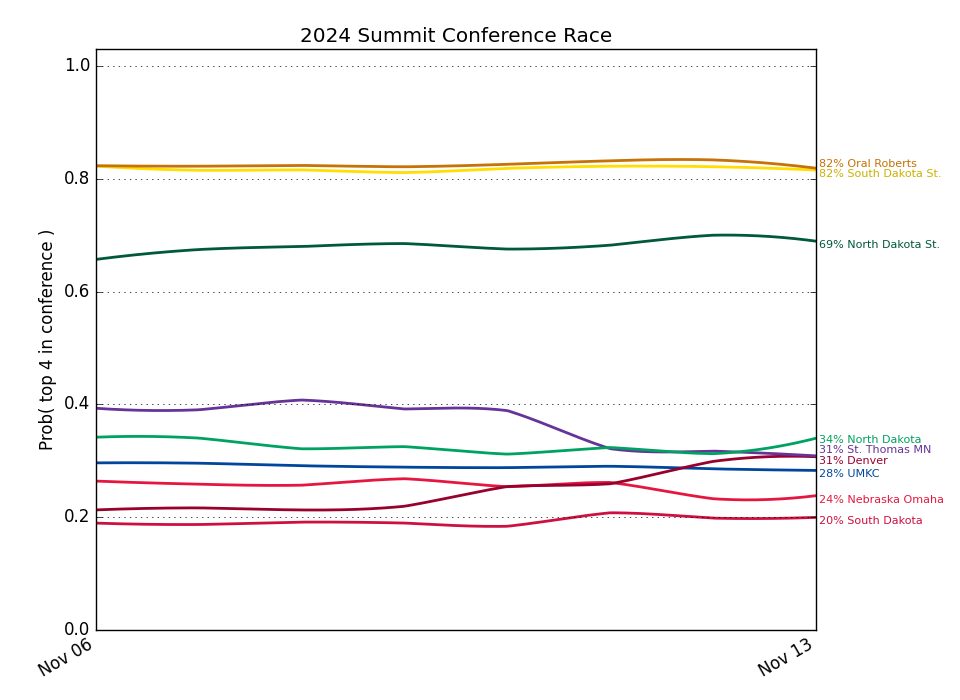 2024 Summit Conference Race
Prob( top 4 in conference )
1.0
0.8
0.6
0.4
0.2
0.0
Nov 06
Nov 13
82% Oral Roberts
82% South Dakota St.
69% North Dakota St.
34% North Dakota
31% St. Thomas MN
31% Denver
28% UMKC
24% Nebraska Omaha
20% South Dakota